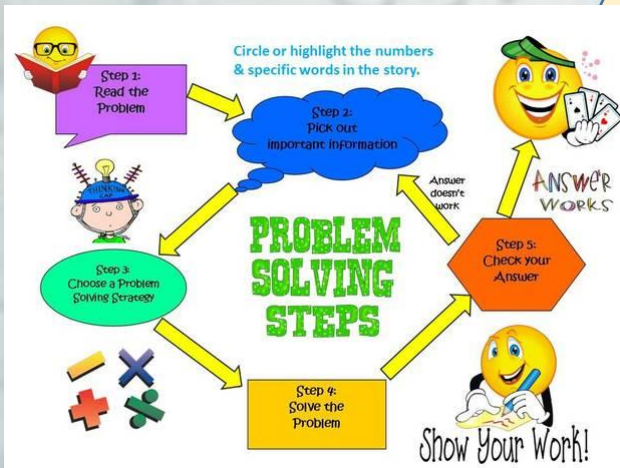 Circle or highlight the numbers
& specific words in the story.
Step 1:
Read the
Problem
Step 2:
Pick out
important information
THINKING
CAP
Answer
doesn't
work
ANSWER
WORKS
PROBLEM
SOLVING
STEPS
Step 3:
Choose a Problem
Solving Strategy
Step 5:
Check your
Answer
Step 4:
Solve the
Problem
Show Your Work!